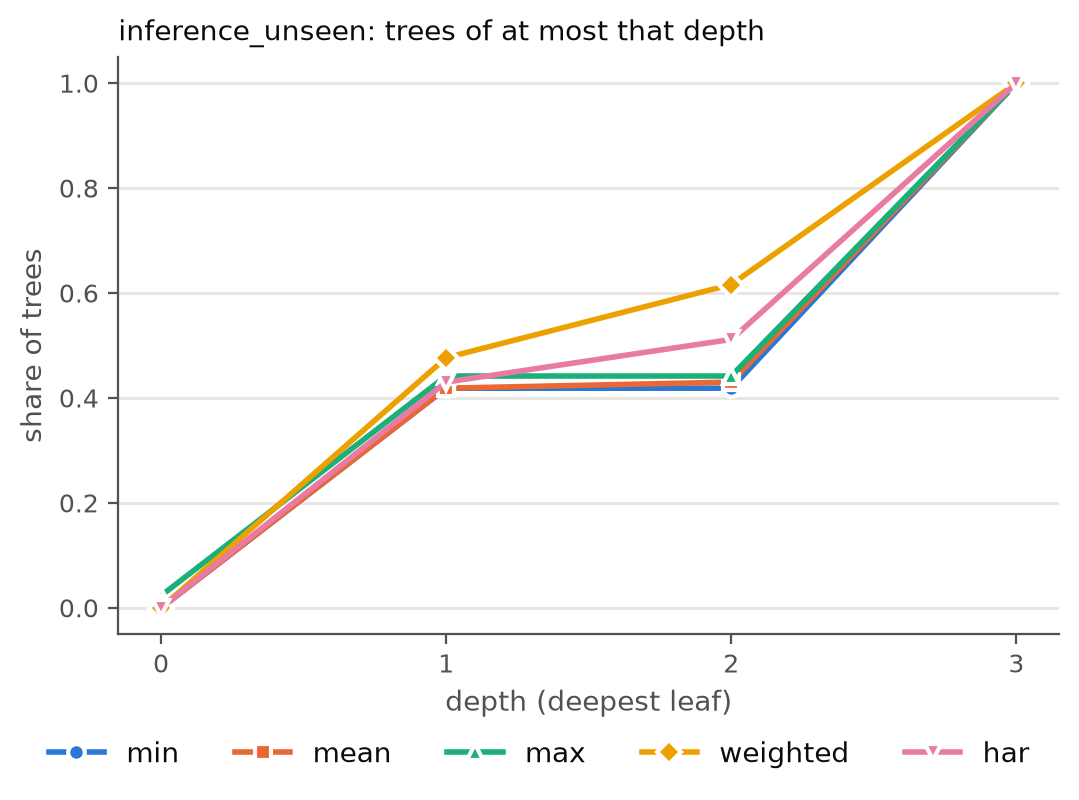 inference_unseen: trees of at most that depth
share of trees
1.0
0.8
0.6
0.4
0.2
0.0
0 1 2 3
depth (deepest leaf)
min mean max weighted har